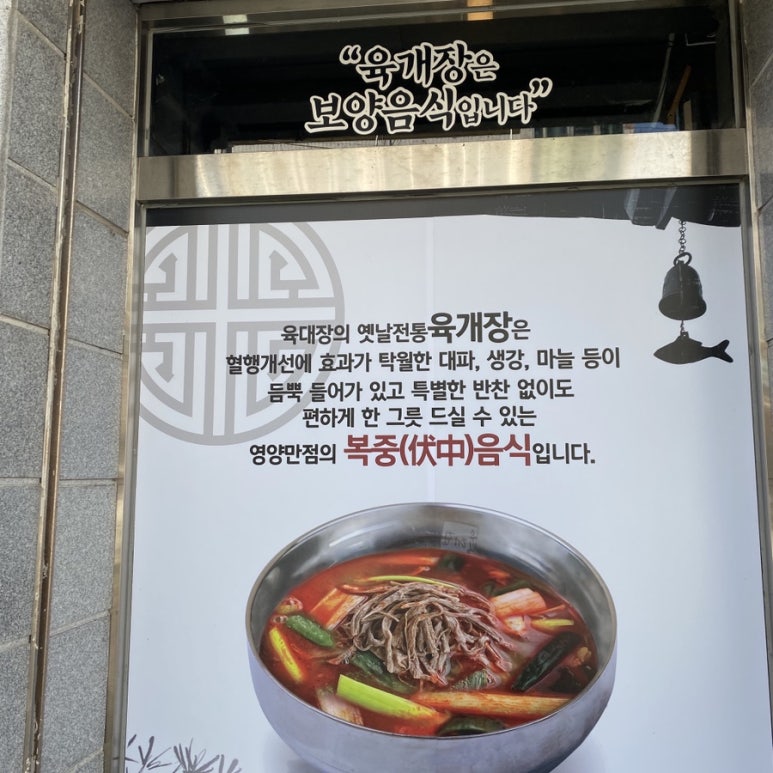 “육개장은
보양음식입니다”
육대장의 옛날전통육개장은
혈행개선에 효과가 탁월한 대파, 생강, 마늘 등이
듬뿍 들어가 있고 특별한 반찬 없이도
편하게 한 그릇 드실 수 있는
영양만점의 복중(伏中)음식입니다.